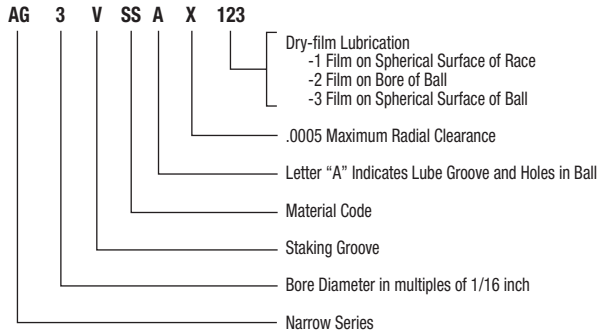 AG 3 V SS A X 123
Dry-film Lubrication
-1 Film on Spherical Surface of Race
-2 Film on Bore of Ball
-3 Film on Spherical Surface of Ball
.0005 Maximum Radial Clearance
Letter “A” Indicates Lube Groove and Holes in Ball
Material Code
Staking Groove
Bore Diameter in multiples of 1/16 inch
Narrow Series